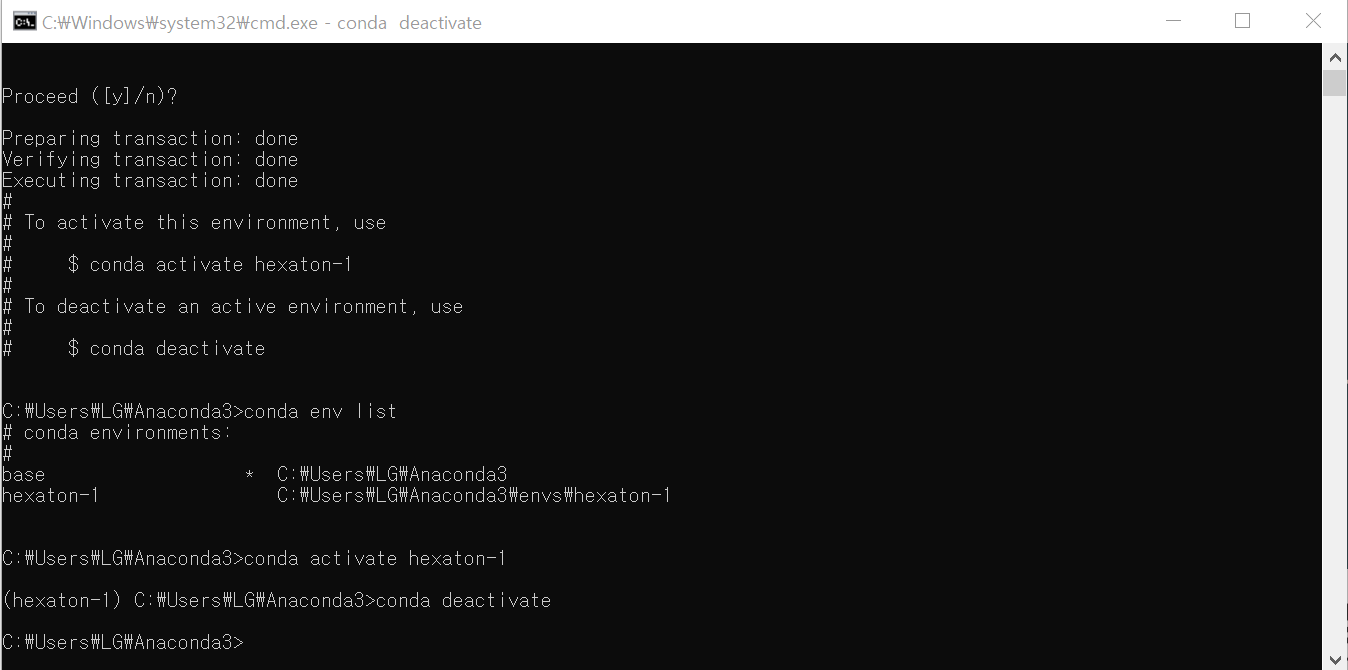 C:\Windows\system32\cmd.exe - conda  deactivate
Proceed ([y]/n)?
Preparing transaction: done
Verifying transaction: done
Executing transaction: done
#
# To activate this environment, use
#
#     $ conda activate hexaton-1
#
# To deactivate an active environment, use
#
#     $ conda deactivate
C:₩Users₩LG₩Anaconda3>conda env list
# conda environments:
#
base                  *  C:₩Users₩LG₩Anaconda3
hexaton-1                C:₩Users₩LG₩Anaconda3₩envs₩hexaton-1
C:₩Users₩LG₩Anaconda3>conda activate hexaton-1
(hexaton-1) C:₩Users₩LG₩Anaconda3>conda deactivate
C:₩Users₩LG₩Anaconda3>